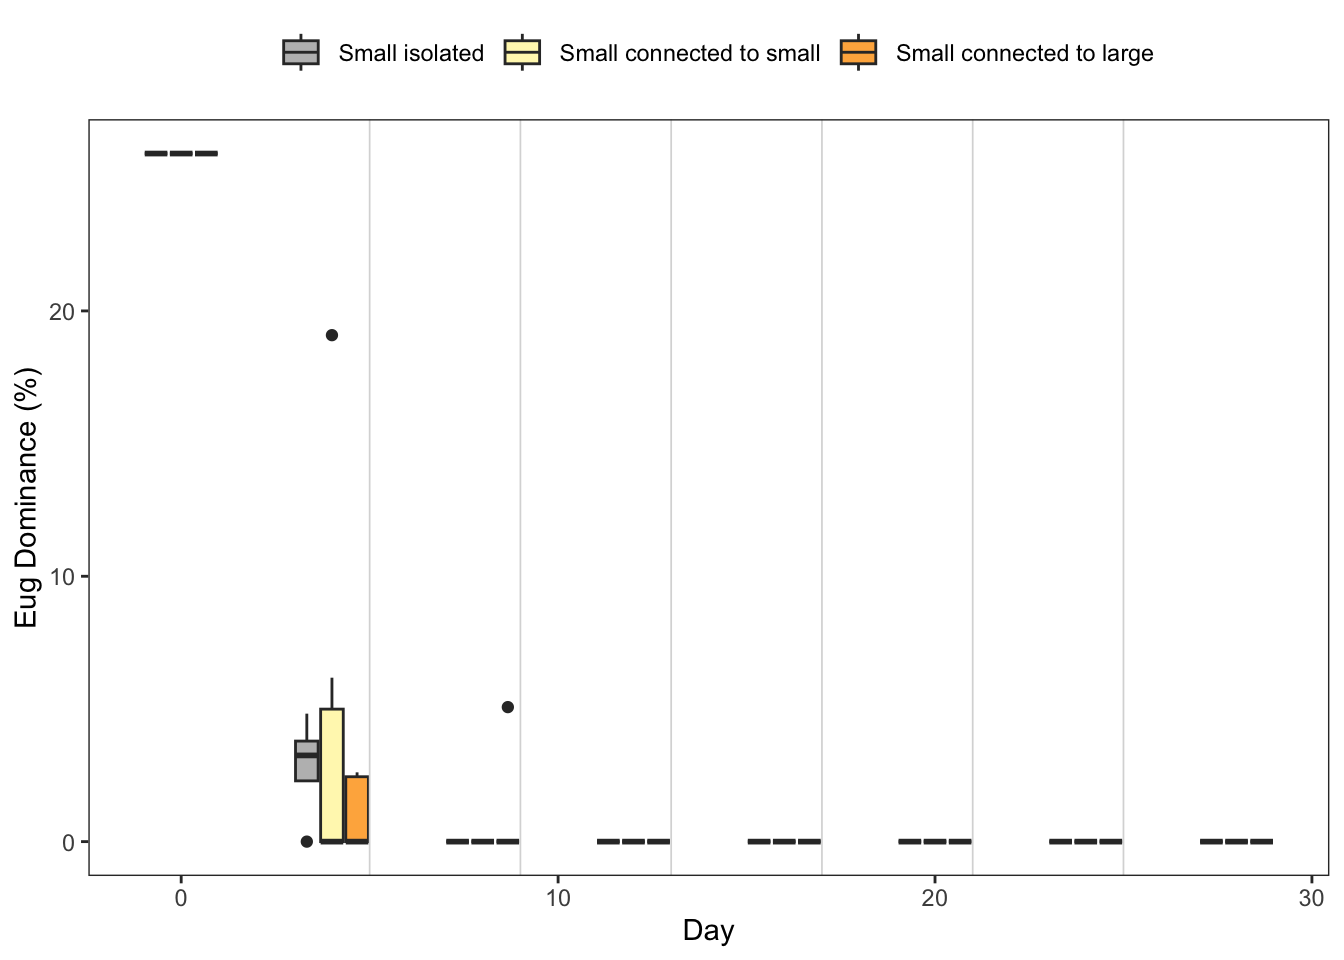 Small isolated Small connected to small Small connected to large
Eug Dominance (%)
20
10
0
0 10 20 30
Day